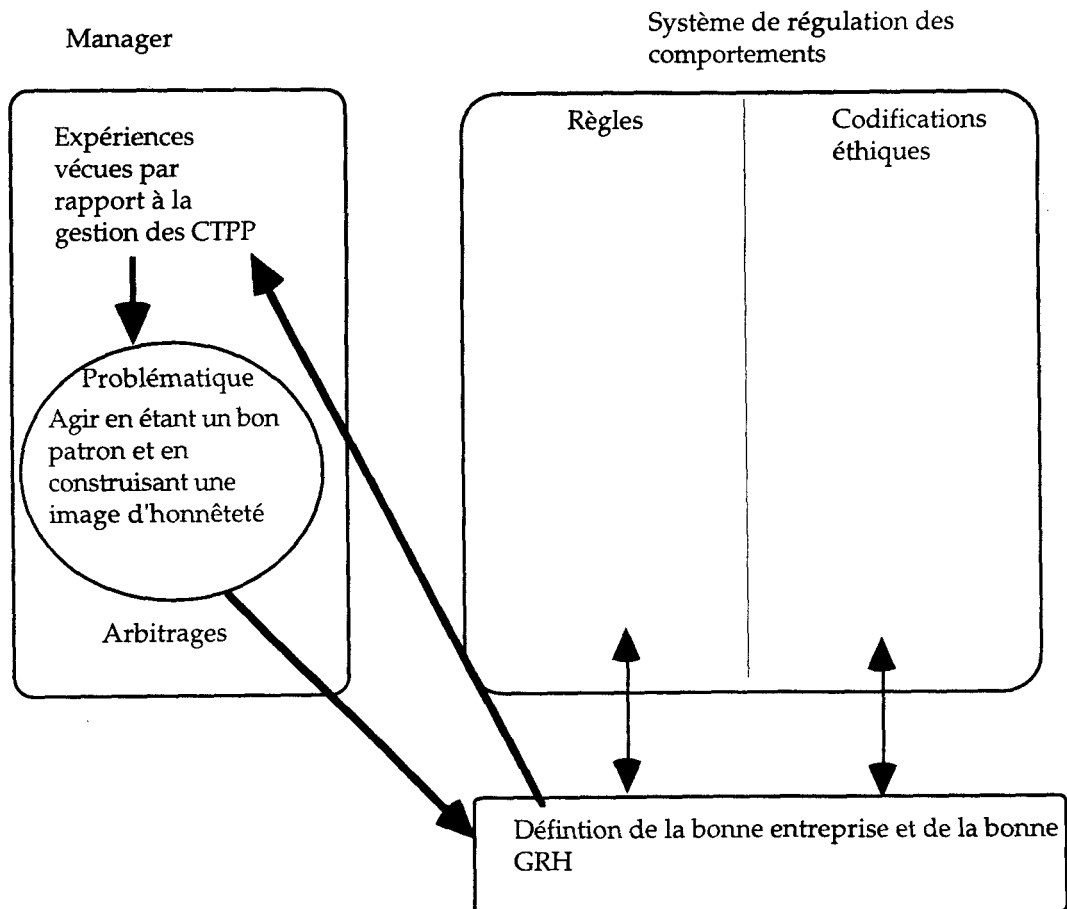 Manager
Expériences
vécues par
rapport à la
gestion des CTPP
Problématique
Agir en étant un bon
patron et en
construisant une
image d'honnêteté
Arbitrages
Système de régulation des
comportements
Règles
Codifications
éthiques
Défintion de la bonne entreprise et de la bonne
GRH